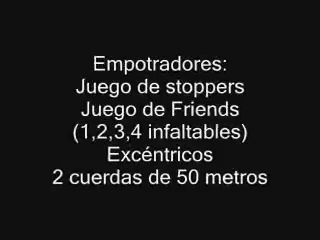 Empotradores:
Juego de stoppers
Juego de Friends
(1,2,3,4 infaltables)
Excéntricos
2 cuerdas de 50 metros